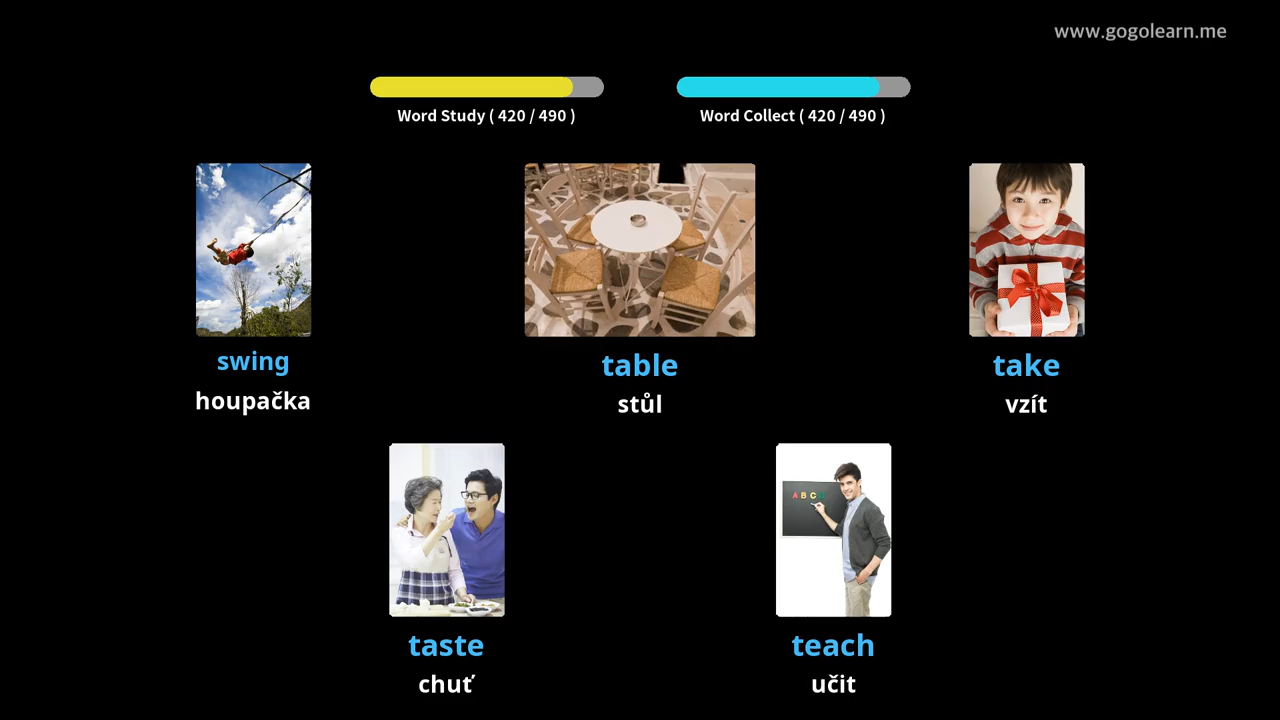 www.gogolearn.me
Word Study ( 420 / 490 )
Word Collect ( 420 / 490 )
swing
houpačka
table
stůl
take
vzít
A B C
taste
chuť
teach
učit